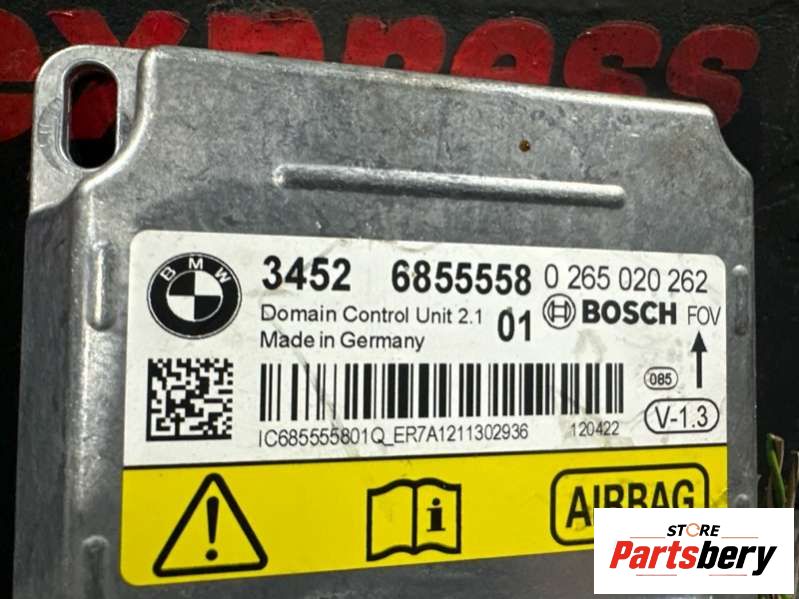 express
BMW
3452 6855558 0 265 020 262
Domain Control Unit 2.1 01 BOSCH FOV
Made in Germany
085
V-1.3
IC685555801Q_ER7A1211302936 120422
AIRBAG
STORE
Partsbery